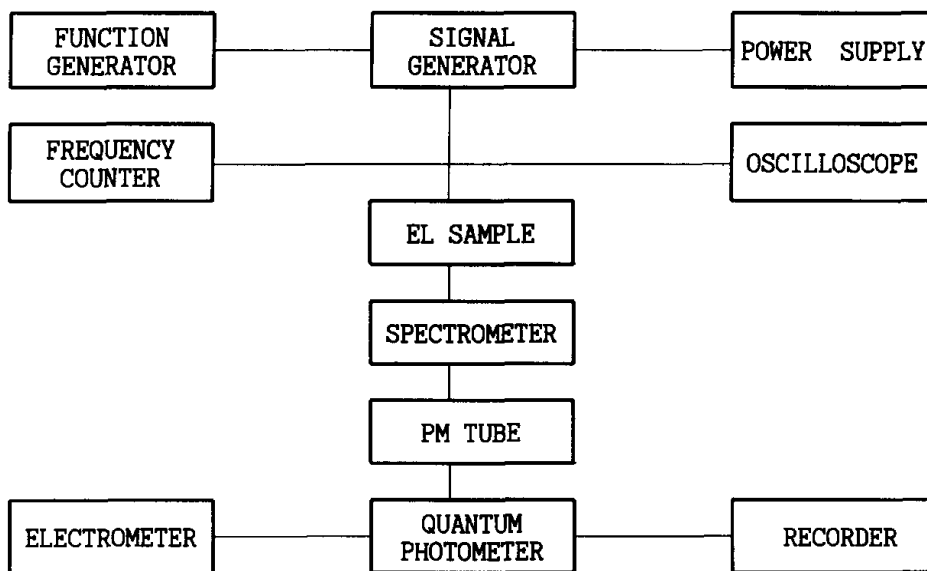 FUNCTION
GENERATOR
SIGNAL
GENERATOR
POWER SUPPLY
FREQUENCY
COUNTER
OSCILLOSCOPE
EL SAMPLE
SPECTROMETER
PM TUBE
ELECTROMETER
QUANTUM
PHOTOMETER
RECORDER